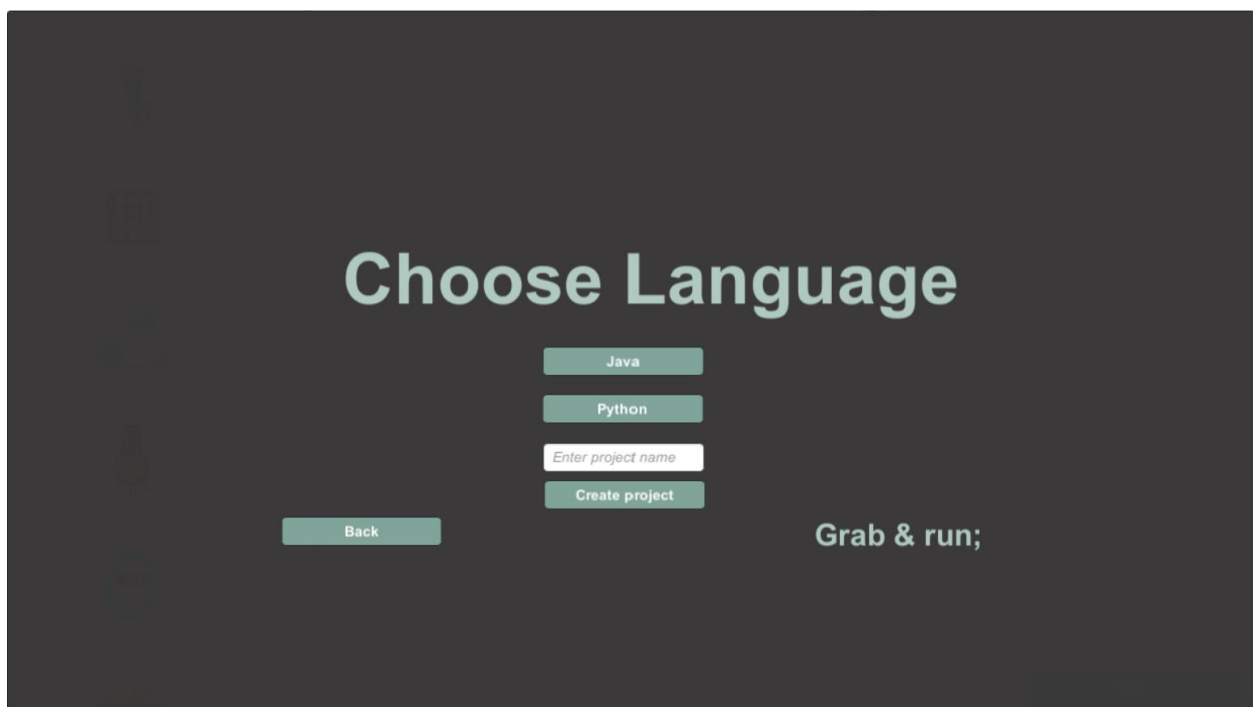 Choose Language
Java
Python
Enter project name
Create project
Back
Grab & run;